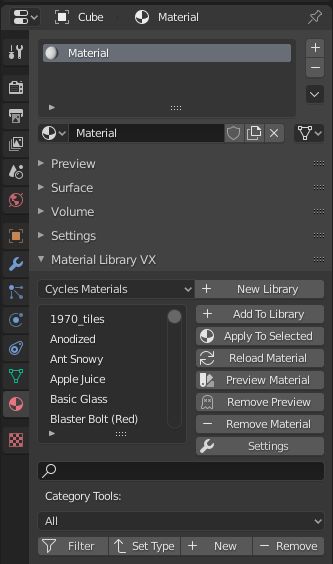 Cube Material
Material
Material
Preview
Surface
Volume
Settings
Material Library VX
Cycles Materials New Library
1970_tiles Add To Library
Anodized Apply To Selected
Ant Snowy Reload Material
Apple Juice Preview Material
Basic Glass Remove Preview
Blaster Bolt (Red) Remove Material
Settings
Category Tools:
All
Filter Set Type New Remove